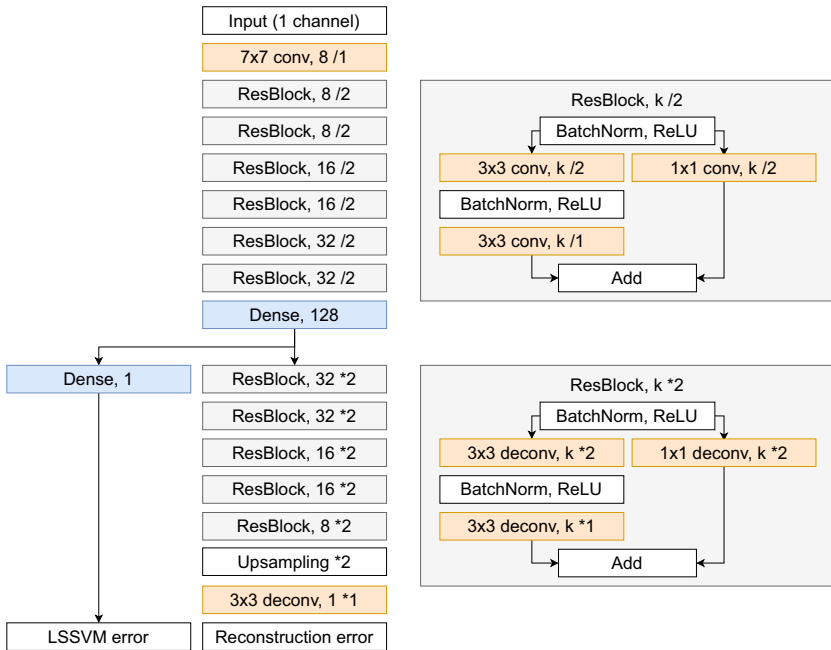 Input (1 channel)
7x7 conv, 8 /1
ResBlock, 8 /2
ResBlock, 8 /2
ResBlock, 16 /2
ResBlock, 16 /2
ResBlock, 32 /2
ResBlock, 32 /2
Dense, 128
Dense, 1
ResBlock, 32 *2
ResBlock, 32 *2
ResBlock, 16 *2
ResBlock, 16 *2
ResBlock, 8 *2
Upsampling *2
3x3 deconv, 1 *1
LSSVM error
Reconstruction error
ResBlock, k /2
BatchNorm, ReLU
3x3 conv, k /2
1x1 conv, k /2
BatchNorm, ReLU
3x3 conv, k /1
Add
ResBlock, k *2
BatchNorm, ReLU
3x3 deconv, k *2
1x1 deconv, k *2
BatchNorm, ReLU
3x3 deconv, k *1
Add